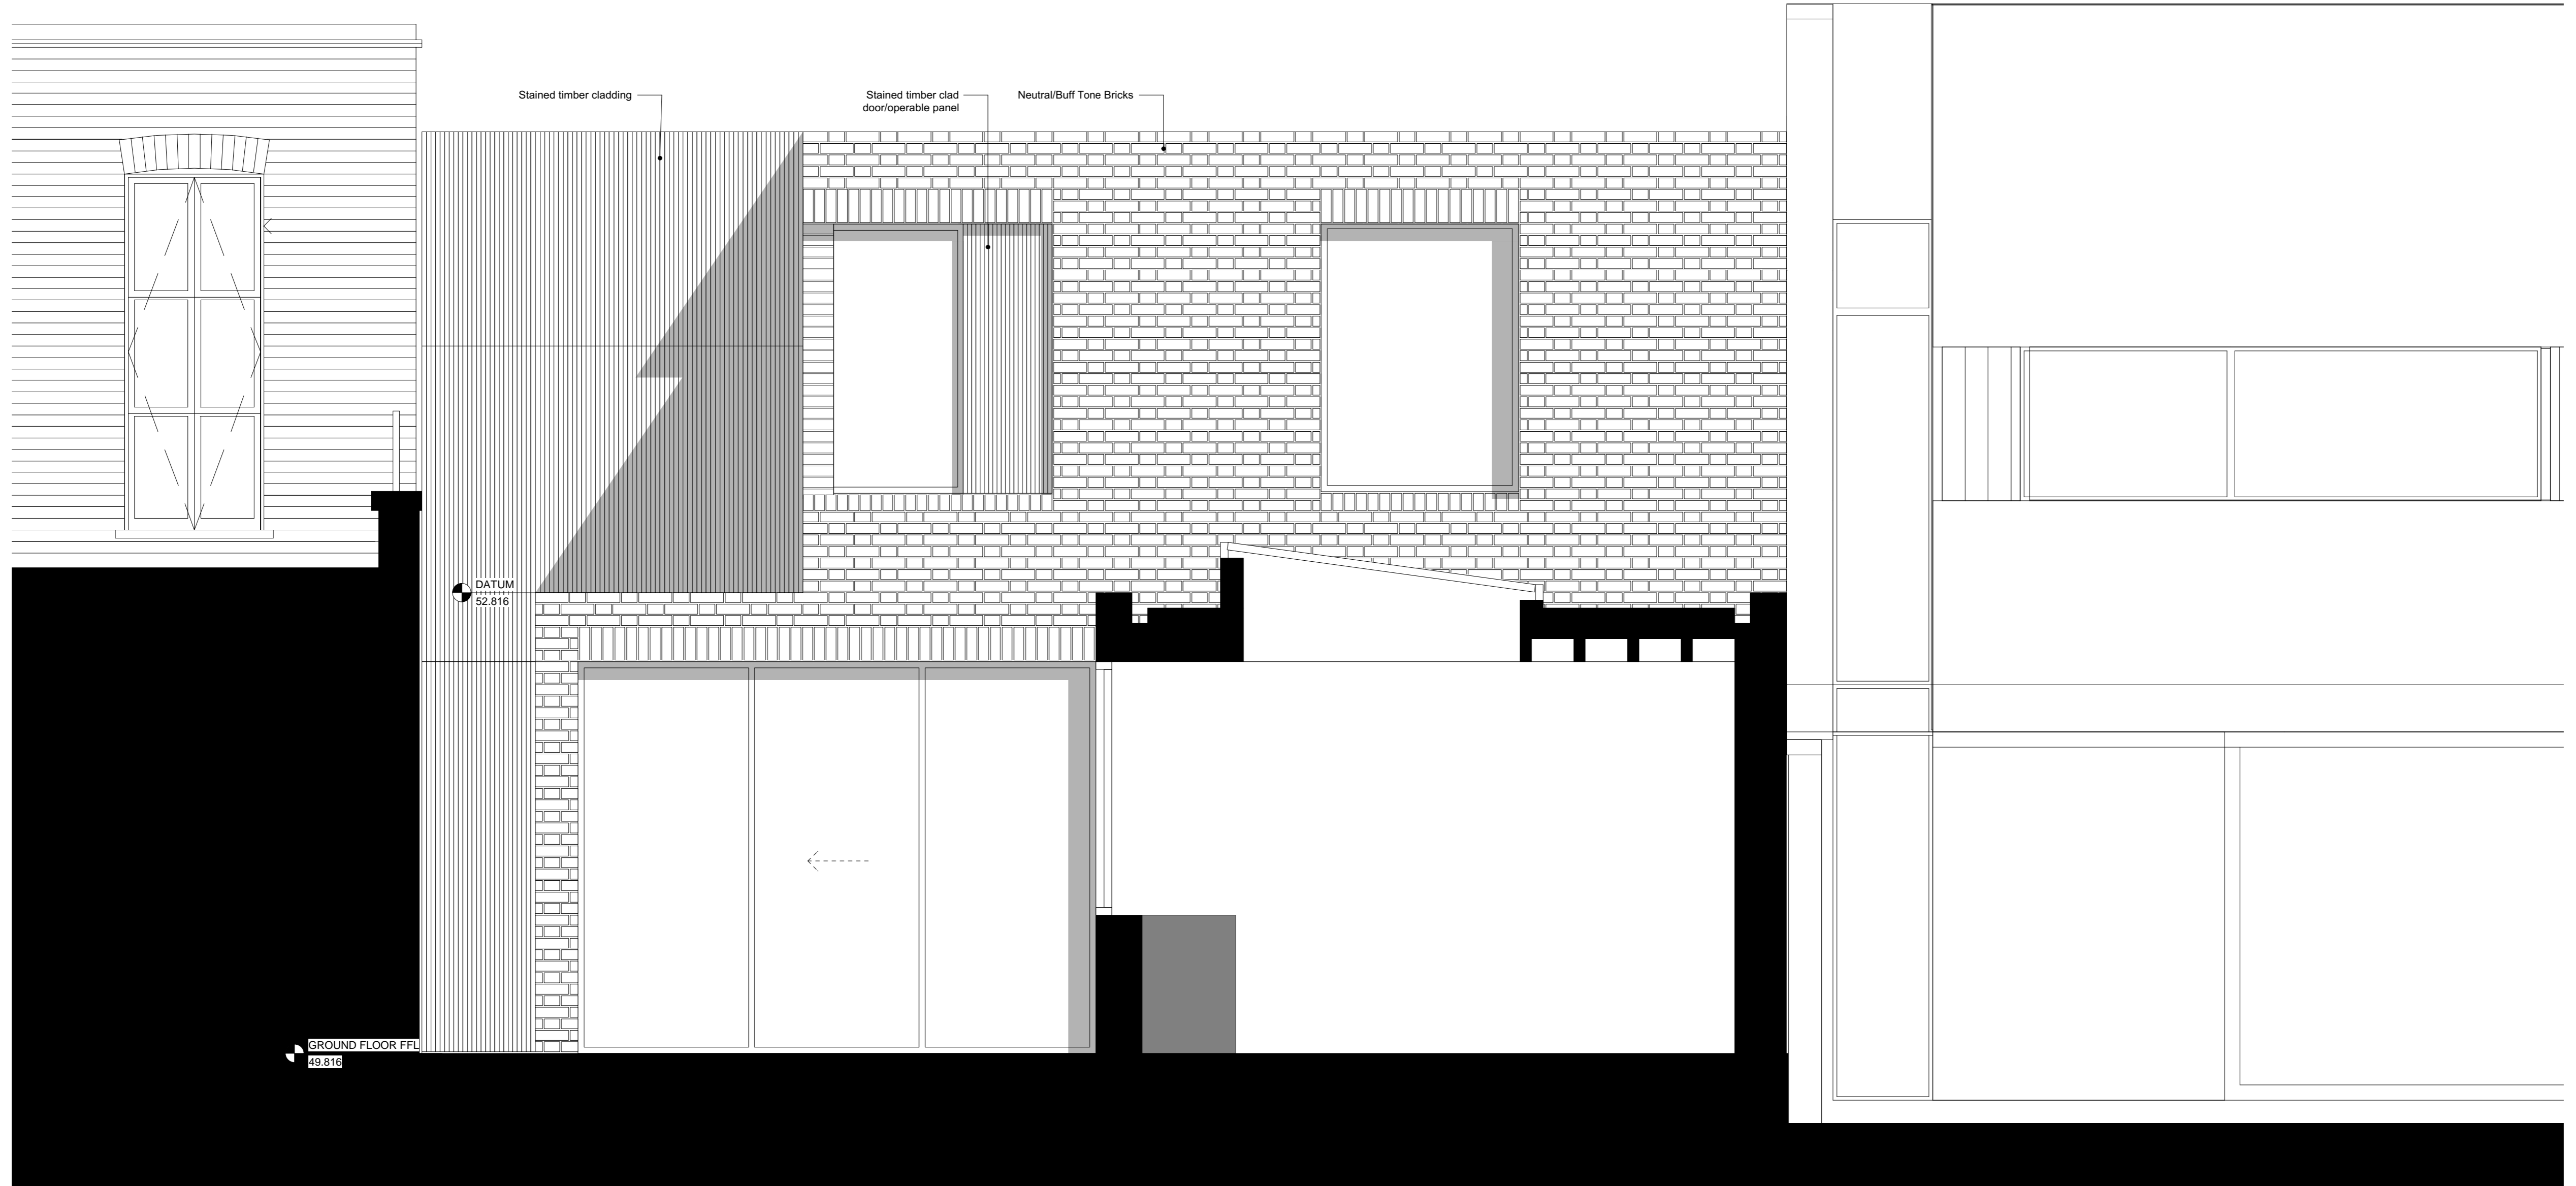 Stained timber cladding
Stained timber clad
door/operable panel
Neutral/Buff Tone Bricks
DATUM
52.816
GROUND FLOOR FFL
49.816